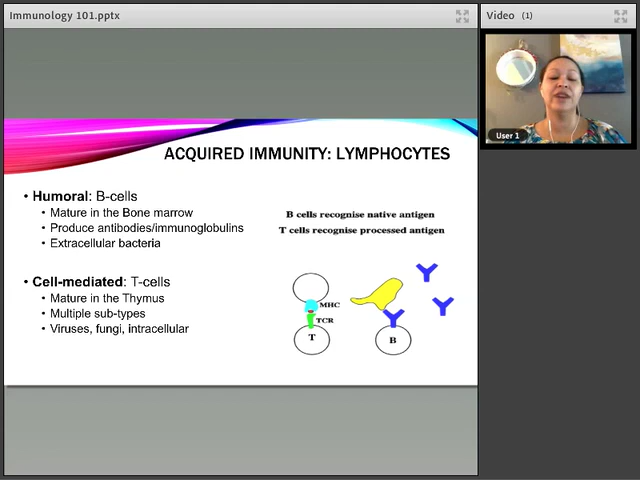 Immunology 101.pptx
Video (1)
User 1
ACQUIRED IMMUNITY: LYMPHOCYTES
• Humoral: B-cells
• Mature in the Bone marrow
• Produce antibodies/immunoglobulins
• Extracellular bacteria
• Cell-mediated: T-cells
• Mature in the Thymus
• Multiple sub-types
• Viruses, fungi, intracellular
B cells recognise native antigen
T cells recognise processed antigen
MHC
TCR
T
B